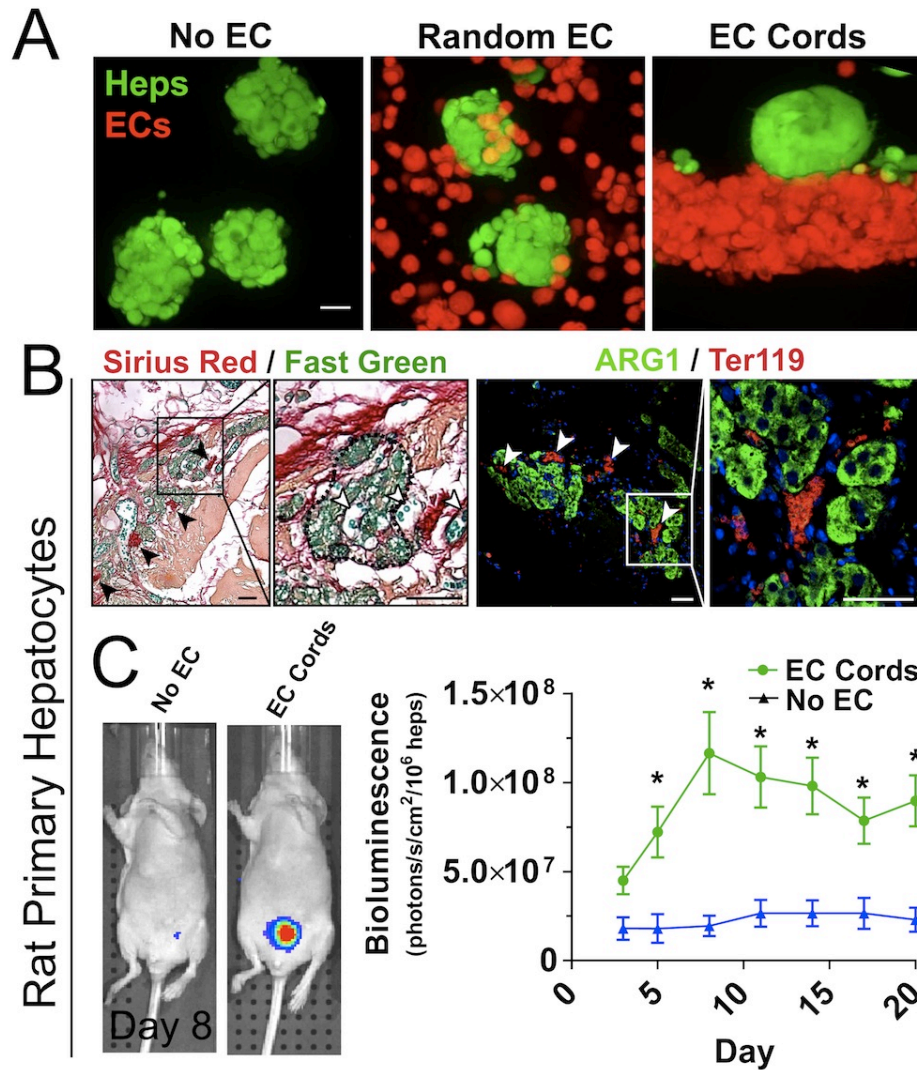 A
No EC
Random EC
EC Cords
Heps
ECs
B
Sirius Red / Fast Green
ARG1 / Ter119
Rat Primary Hepatocytes
C
No EC
EC Cords
Day 8
Bioluminescence
(photons/s/cm²/10⁶ heps)
EC Cords
No EC
1.5×10⁸
1.0×10⁸
5.0×10⁷
0
* * * * * *
0 5 10 15 20
Day